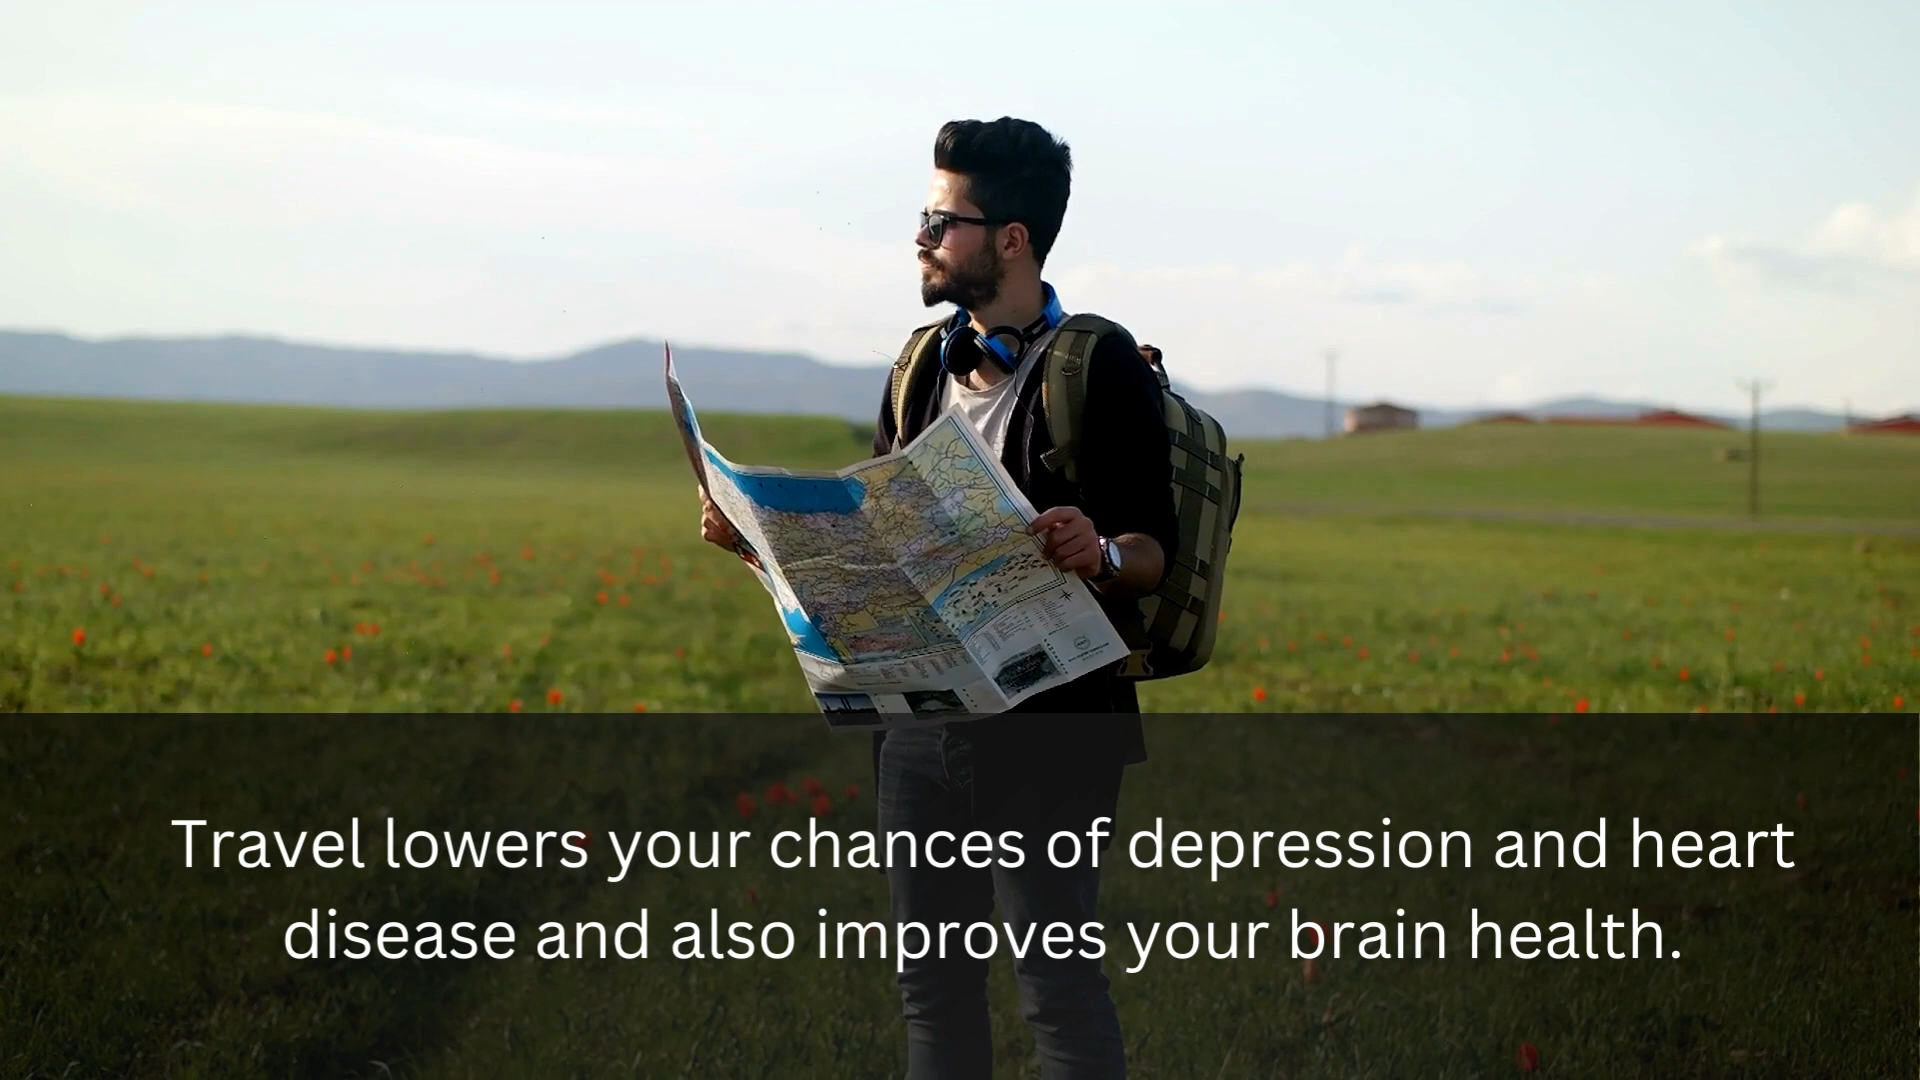 Travel lowers your chances of depression and heart
disease and also improves your brain health.